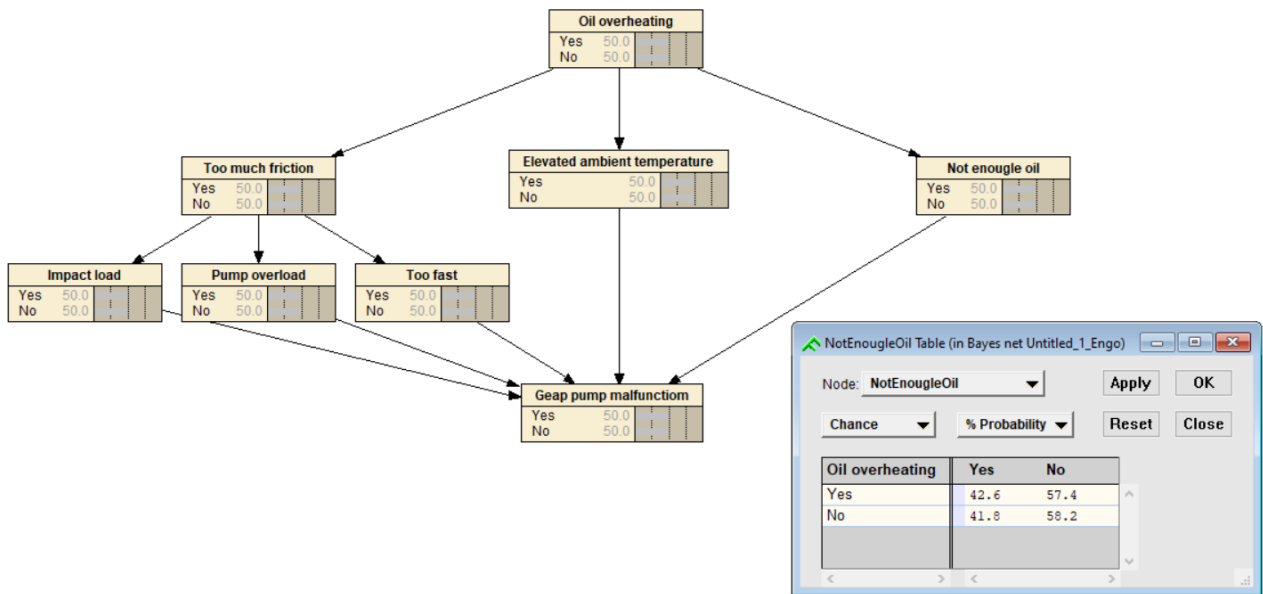 Oil overheating
Yes 50.0
No 50.0
Too much friction
Yes 50.0
No 50.0
Elevated ambient temperature
Yes 50.0
No 50.0
Not enougle oil
Yes 50.0
No 50.0
Impact load
Yes 50.0
No 50.0
Pump overload
Yes 50.0
No 50.0
Too fast
Yes 50.0
No 50.0
Geap pump malfunctiom
Yes 50.0
No 50.0
NotEnougleOil Table (in Bayes net Untitled_1_Engo)
Node: NotEnougleOil Apply OK
Chance % Probability Reset Close
Oil overheating Yes No
Yes 42.6 57.4
No 41.8 58.2